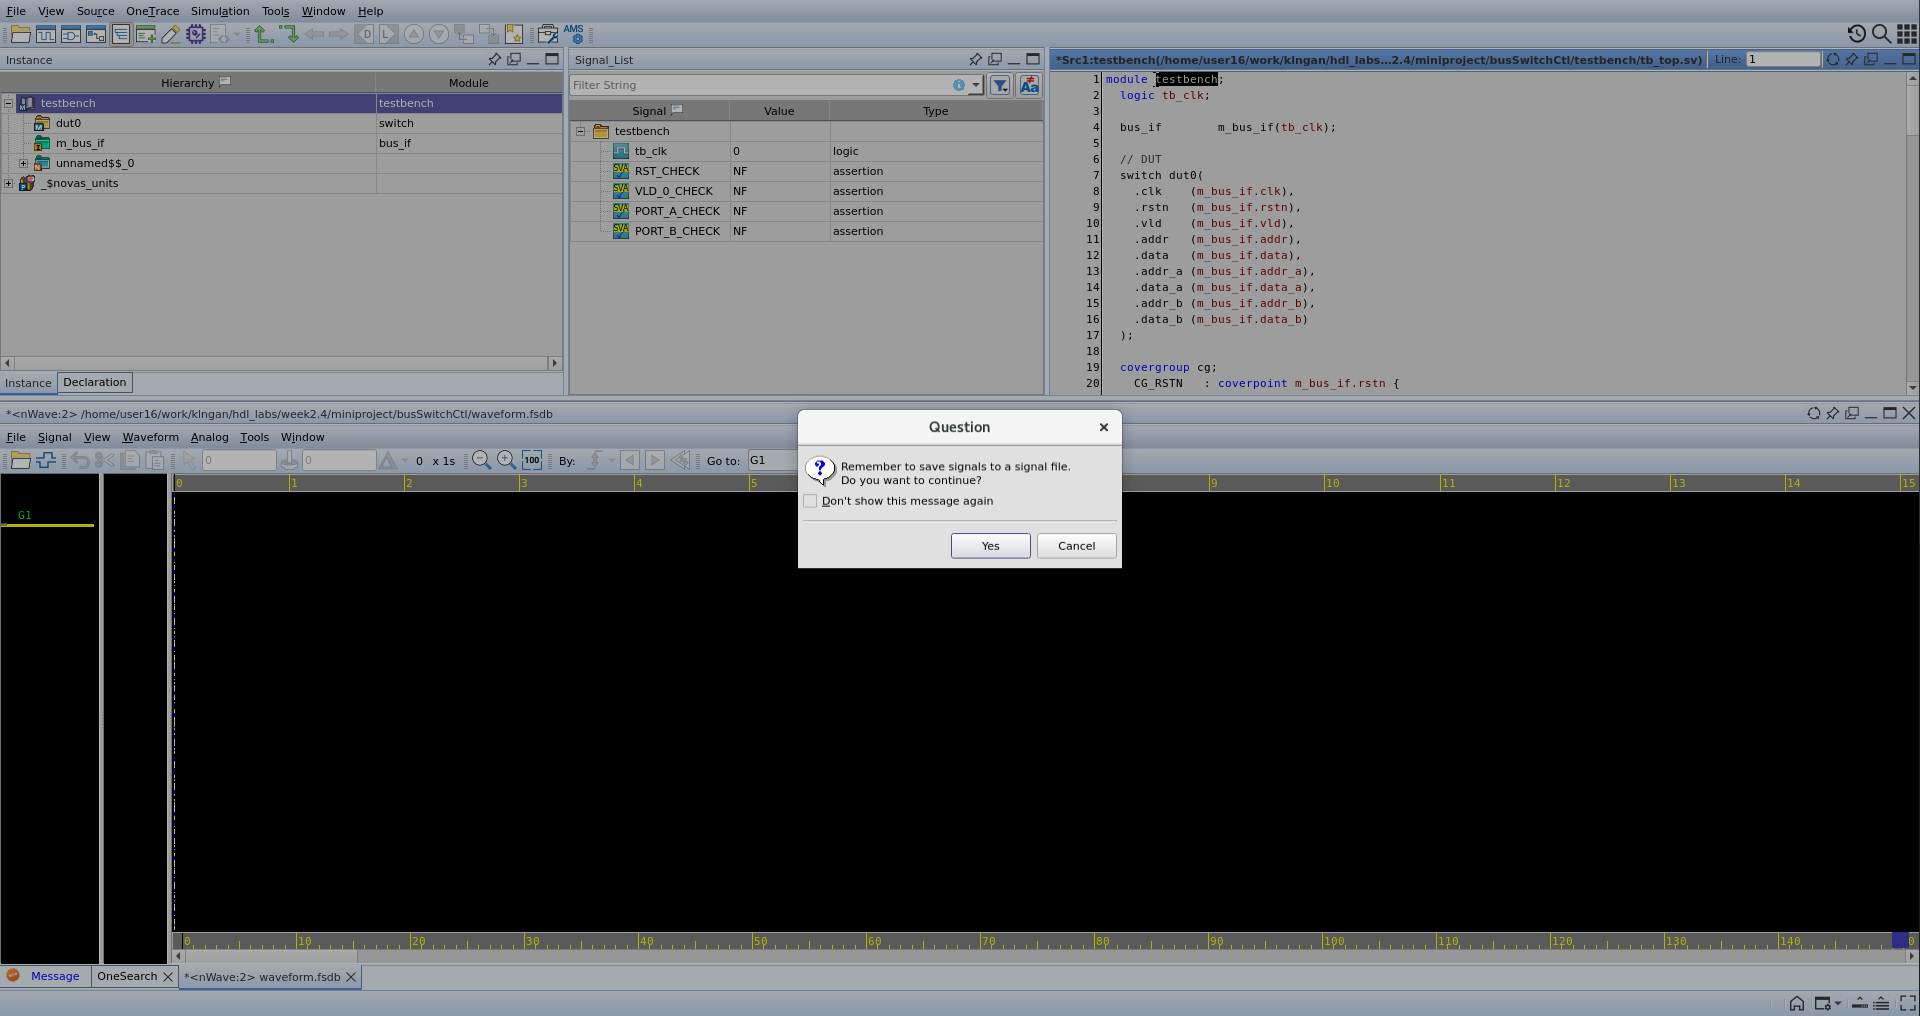 File View Source OneTrace Simulation Tools Window Help
AMS
Instance
Hierarchy Module
testbench testbench
dut0 switch
m_bus_if bus_if
unnamed$$_0
_$novas_units
Instance Declaration
Signal_List
Filter String
Aa
Signal Value Type
testbench
tb_clk 0 logic
RST_CHECK NF assertion
VLD_0_CHECK NF assertion
PORT_A_CHECK NF assertion
PORT_B_CHECK NF assertion
*Src1:testbench(/home/user16/work/klngan/hdl_labs...2.4/miniproject/busSwitchCtl/testbench/tb_top.sv) Line: 1
1 module testbench;
2 logic tb_clk;
3
4 bus_if m_bus_if(tb_clk);
5
6 // DUT
7 switch dut0(
8 .clk (m_bus_if.clk),
9 .rstn (m_bus_if.rstn),
10 .vld (m_bus_if.vld),
11 .addr (m_bus_if.addr),
12 .data (m_bus_if.data),
13 .addr_a (m_bus_if.addr_a),
14 .data_a (m_bus_if.data_a),
15 .addr_b (m_bus_if.addr_b),
16 .data_b (m_bus_if.data_b)
17 );
18
19 covergroup cg;
20 CG_RSTN : coverpoint m_bus_if.rstn {
*<nWave:2> /home/user16/work/klngan/hdl_labs/week2.4/miniproject/busSwitchCtl/waveform.fsdb
File Signal View Waveform Analog Tools Window
0 0 0 x 1s 100 By: Go to: G1
0 1 2 3 4 5 9 10 11 12 13 14 15
G1
Question
Remember to save signals to a signal file.
Do you want to continue?
Don't show this message again
Yes Cancel
0 10 20 30 40 50 60 70 80 90 100 110 120 130 140 0
Message OneSearch *<nWave:2> waveform.fsdb